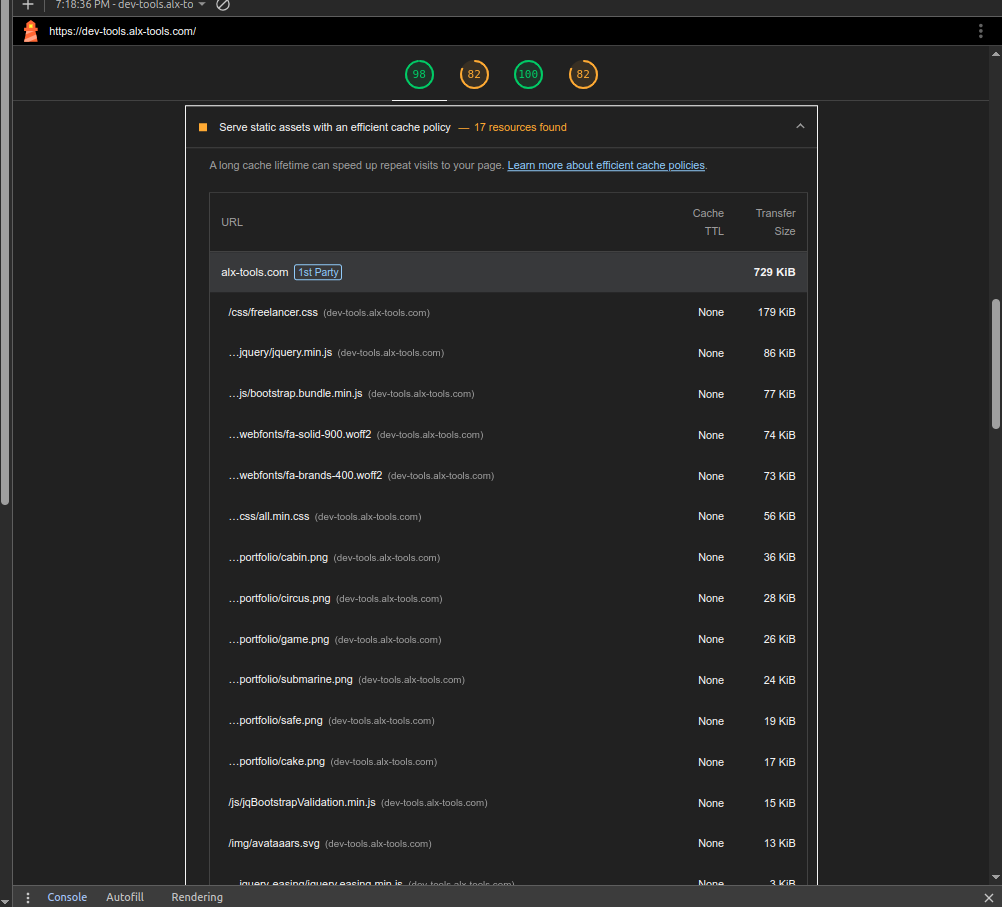 7:18:36 PM - dev-tools.alx-to
https://dev-tools.alx-tools.com/
98 82 100 82
Serve static assets with an efficient cache policy — 17 resources found
A long cache lifetime can speed up repeat visits to your page. Learn more about efficient cache policies.
URL Cache TTL Transfer Size
alx-tools.com 1st Party 729 KiB
/css/freelancer.css (dev-tools.alx-tools.com) None 179 KiB
…jquery/jquery.min.js (dev-tools.alx-tools.com) None 86 KiB
…js/bootstrap.bundle.min.js (dev-tools.alx-tools.com) None 77 KiB
…webfonts/fa-solid-900.woff2 (dev-tools.alx-tools.com) None 74 KiB
…webfonts/fa-brands-400.woff2 (dev-tools.alx-tools.com) None 73 KiB
…css/all.min.css (dev-tools.alx-tools.com) None 56 KiB
…portfolio/cabin.png (dev-tools.alx-tools.com) None 36 KiB
…portfolio/circus.png (dev-tools.alx-tools.com) None 28 KiB
…portfolio/game.png (dev-tools.alx-tools.com) None 26 KiB
…portfolio/submarine.png (dev-tools.alx-tools.com) None 24 KiB
…portfolio/safe.png (dev-tools.alx-tools.com) None 19 KiB
…portfolio/cake.png (dev-tools.alx-tools.com) None 17 KiB
/js/jqBootstrapValidation.min.js (dev-tools.alx-tools.com) None 15 KiB
/img/avataaars.svg (dev-tools.alx-tools.com) None 13 KiB
…jquery-easing/jquery.easing.min.js (dev-tools.alx-tools.com) None 3 KiB
Console Autofill Rendering